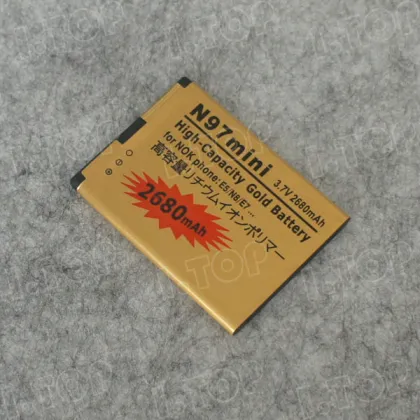 N97mini
3.7V 2680mAh
High-Capacity Gold Battery
for NOK phone: E5/N8/E7 ...
高容量リチウムイオンポリマー
2680mAh
TOP